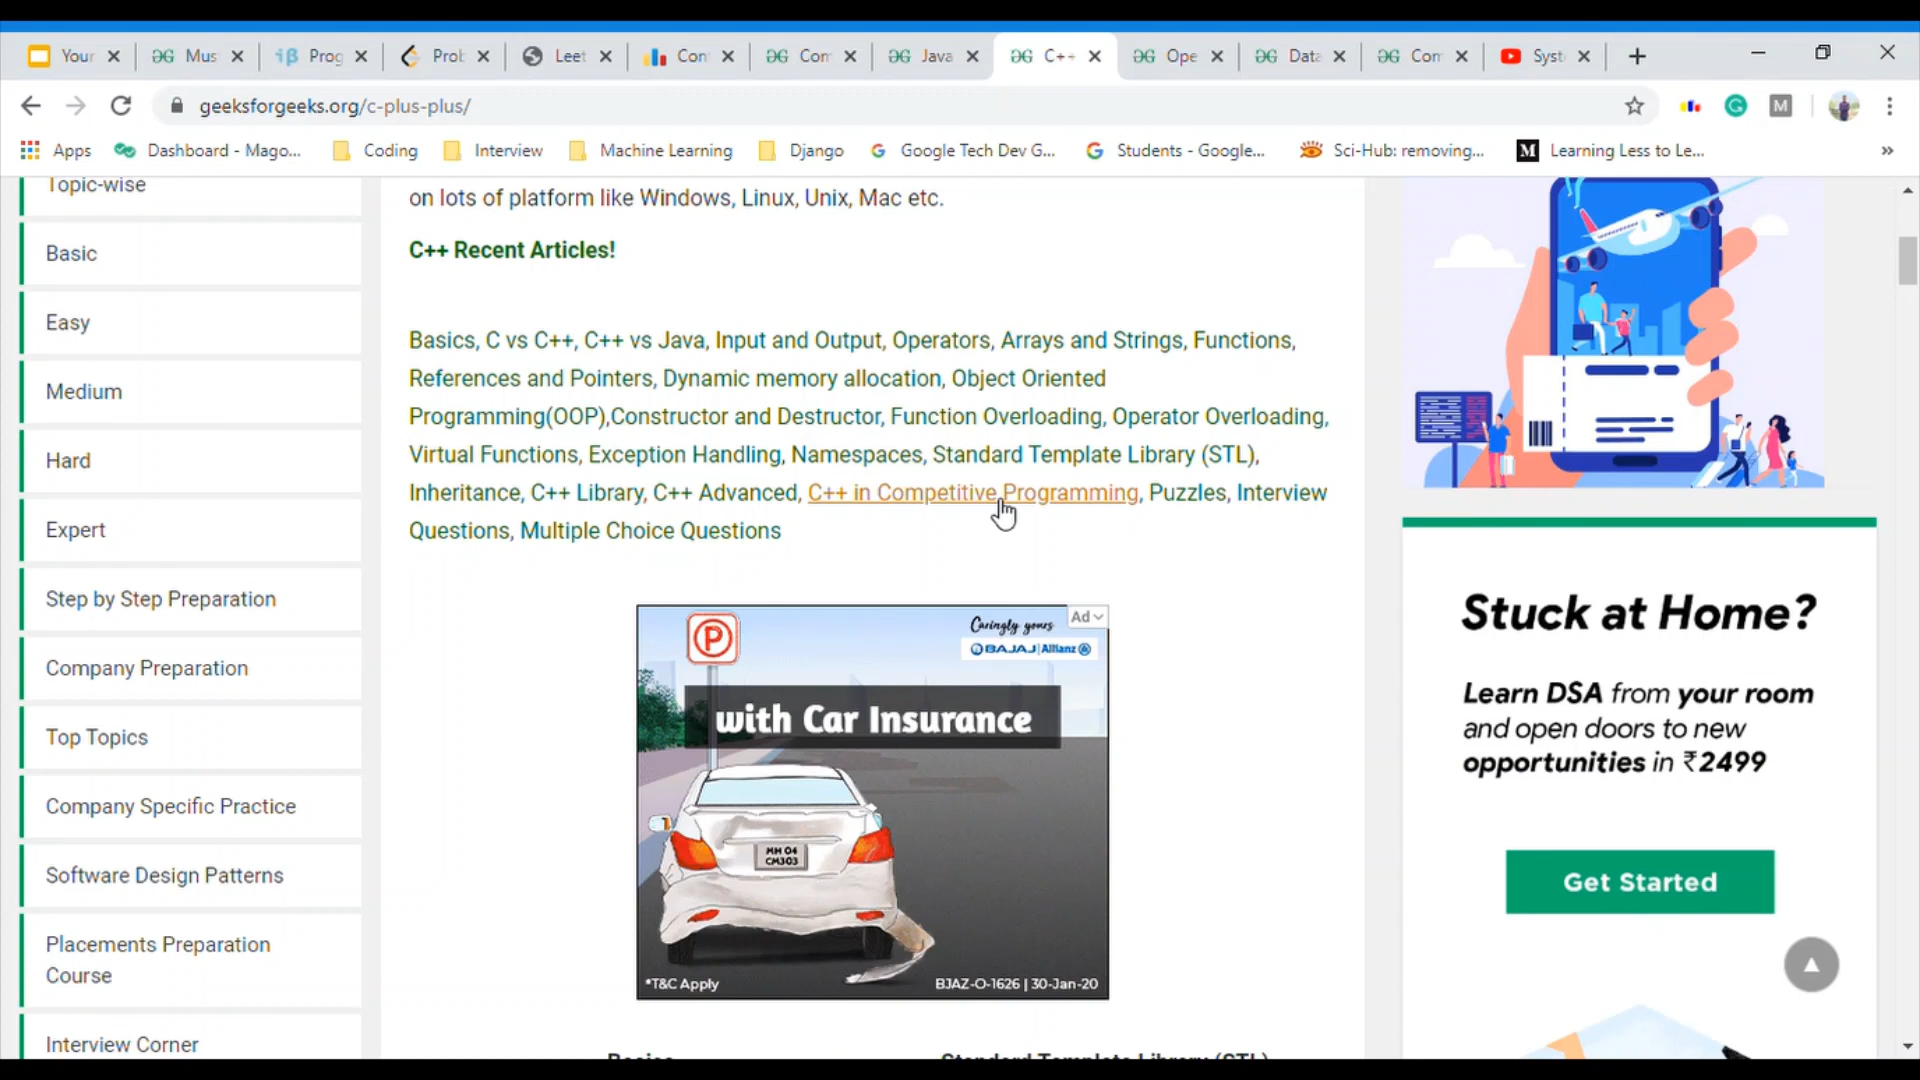 Your
Mus
Prog
Prob
Leet
Con
Com
Java
C++
Ope
Data
Com
Syst
geeksforgeeks.org/c-plus-plus/
G
M
Apps
Dashboard - Mago...
Coding
Interview
Machine Learning
Django
Google Tech Dev G...
Students - Google...
Sci-Hub: removing...
M Learning Less to Le...
»
Topic-wise
Basic
Easy
Medium
Hard
Expert
Step by Step Preparation
Company Preparation
Top Topics
Company Specific Practice
Software Design Patterns
Placements Preparation
Course
Interview Corner
on lots of platform like Windows, Linux, Unix, Mac etc.
C++ Recent Articles!
Basics, C vs C++, C++ vs Java, Input and Output, Operators, Arrays and Strings, Functions,
References and Pointers, Dynamic memory allocation, Object Oriented
Programming(OOP),Constructor and Destructor, Function Overloading, Operator Overloading,
Virtual Functions, Exception Handling, Namespaces, Standard Template Library (STL),
Inheritance, C++ Library, C++ Advanced, C++ in Competitive Programming, Puzzles, Interview
Questions, Multiple Choice Questions
P
Caringly yours
Ad
BAJAJ | Allianz
with Car Insurance
MH 04
CM303
*T&C Apply
BJAZ-O-1626 | 30-Jan-20
Basics
Standard Template Library (STL)
Stuck at Home?
Learn DSA from your room
and open doors to new
opportunities in ₹2499
Get Started